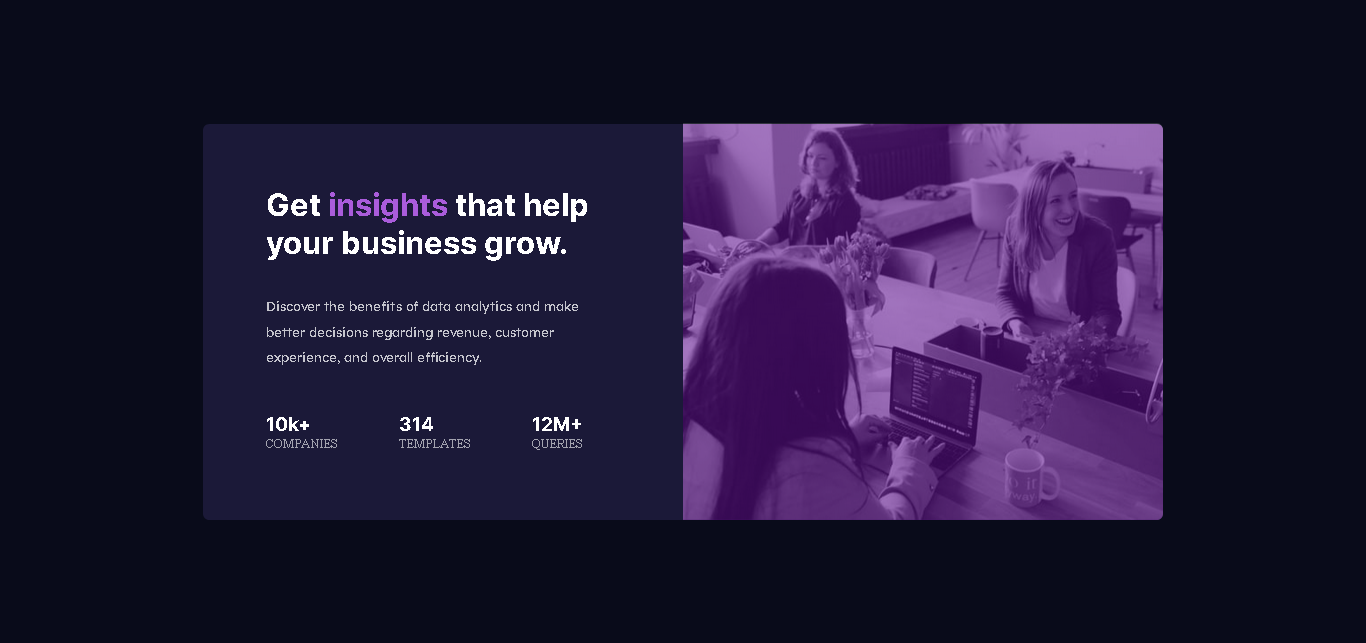 Get insights that help
your business grow.
Discover the benefits of data analytics and make
better decisions regarding revenue, customer
experience, and overall efficiency.
10k+ 314 12M+
COMPANIES TEMPLATES QUERIES